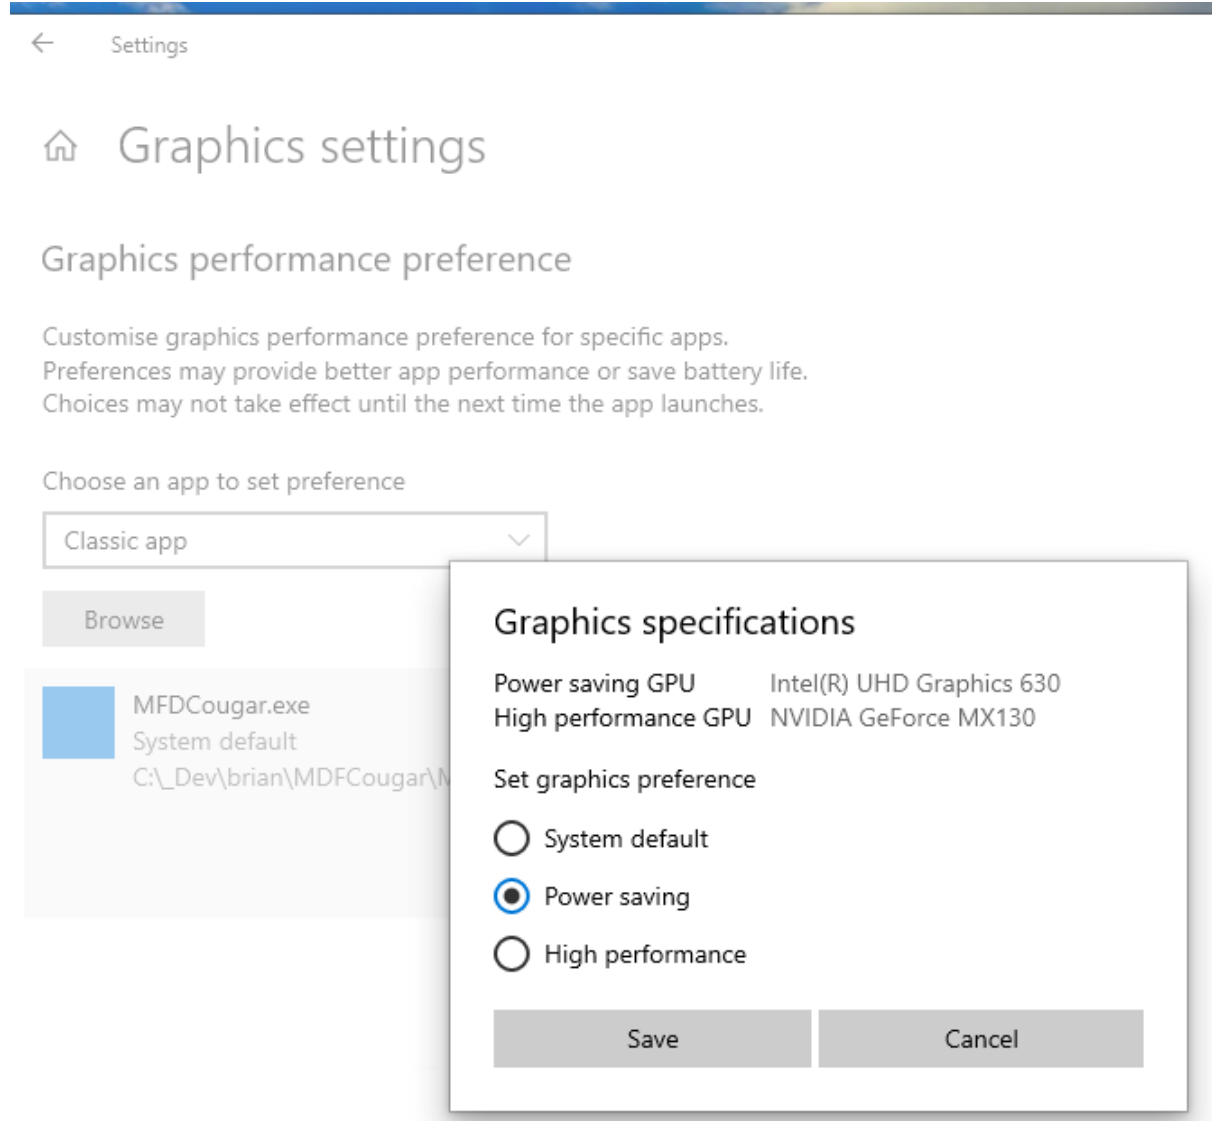 Settings
Graphics settings
Graphics performance preference
Customise graphics performance preference for specific apps.
Preferences may provide better app performance or save battery life.
Choices may not take effect until the next time the app launches.
Choose an app to set preference
Classic app
Browse
MFDCougar.exe
System default
C:\_Dev\brian\MDFCougar\
Graphics specifications
Power saving GPU Intel(R) UHD Graphics 630
High performance GPU NVIDIA GeForce MX130
Set graphics preference
System default
Power saving
High performance
Save Cancel